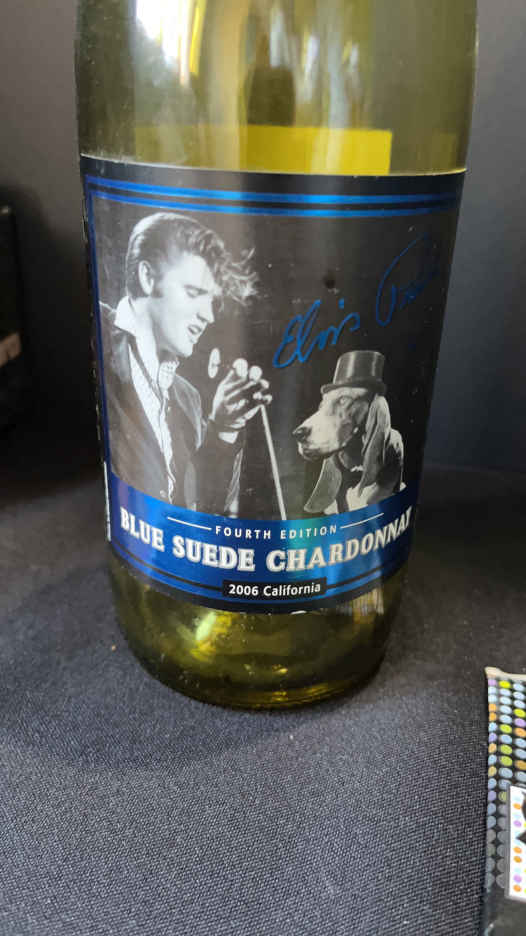 Elvis
FOURTH EDITION
BLUE SUEDE CHARDONNAY
2006 California